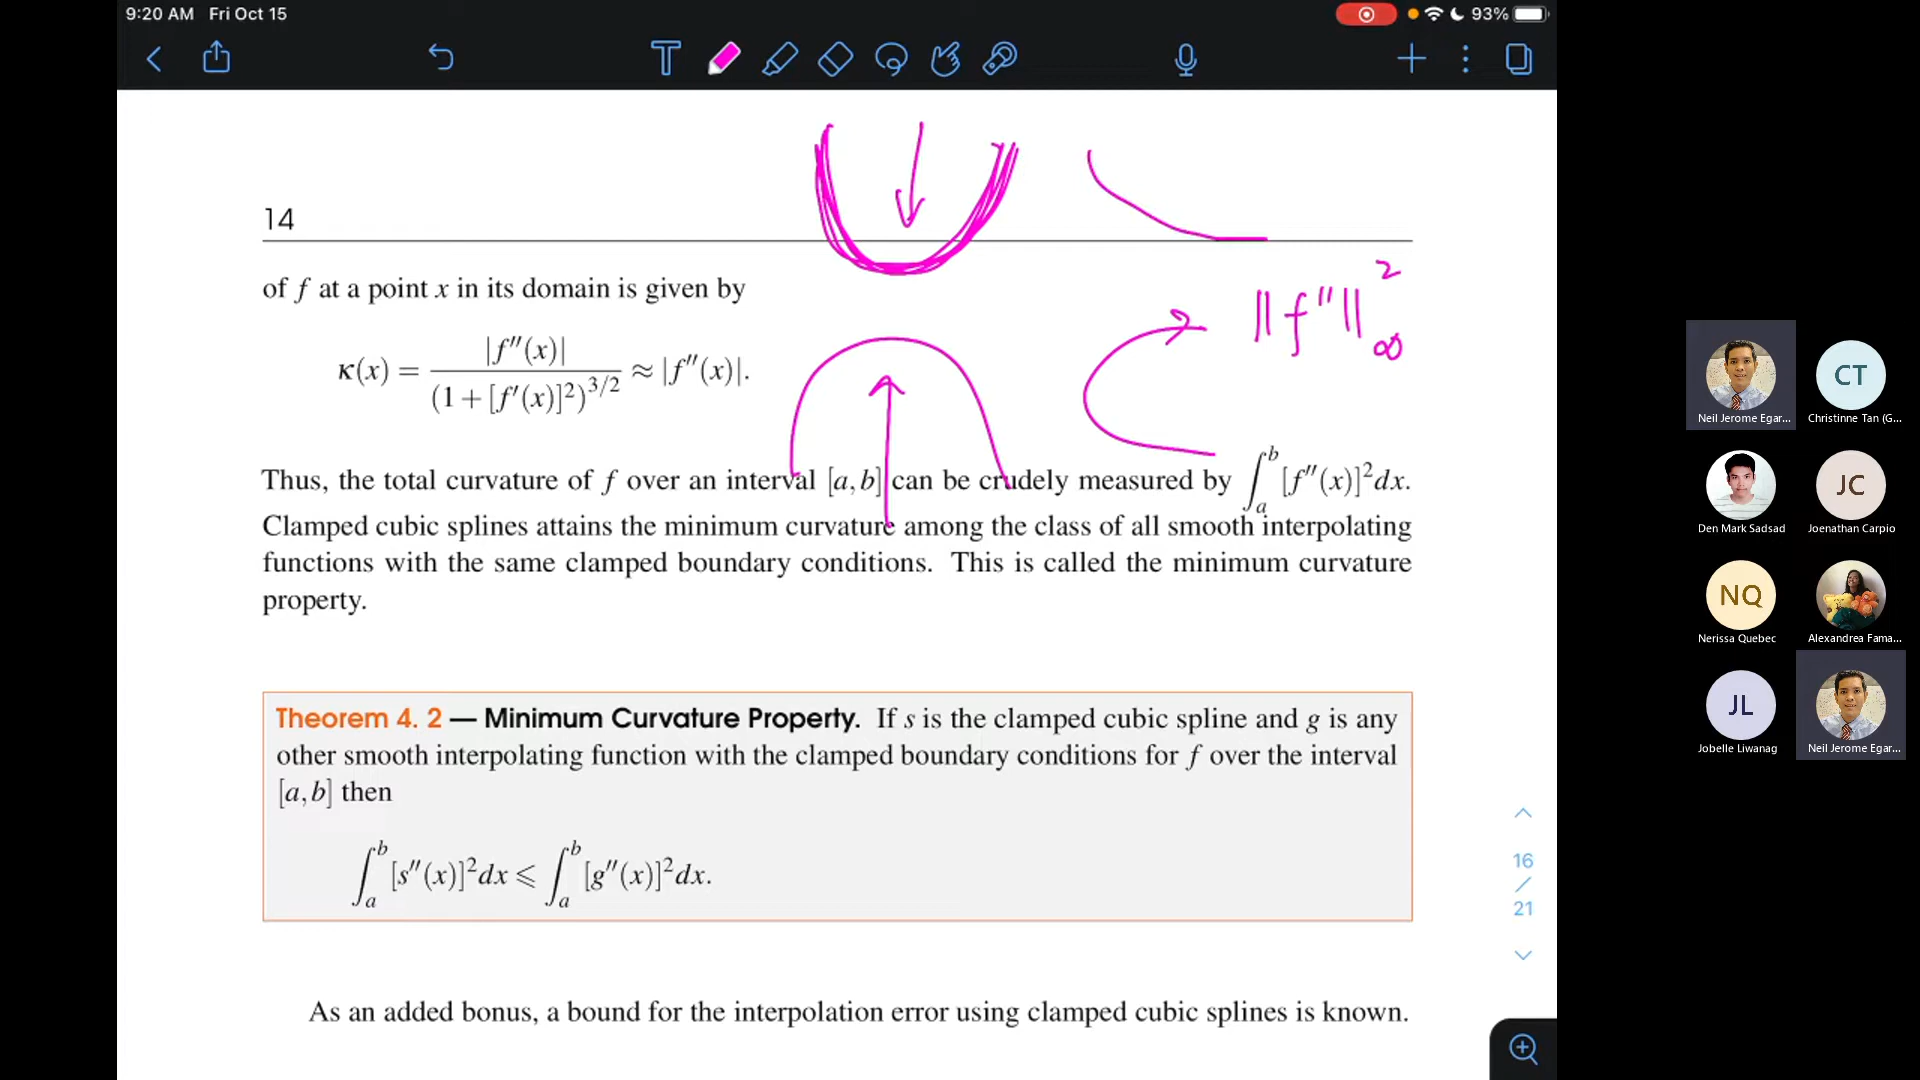 9:20 AM Fri Oct 15
93%
14
of f at a point x in its domain is given by
κ(x) = |f″(x)| / (1+[f′(x)]²)^{3/2} ≈ |f″(x)|.
‖f″‖²_∞
Thus, the total curvature of f over an interval [a,b] can be crudely measured by ∫_a^b [f″(x)]²dx.
Clamped cubic splines attains the minimum curvature among the class of all smooth interpolating
functions with the same clamped boundary conditions. This is called the minimum curvature
property.
Theorem 4. 2 — Minimum Curvature Property. If s is the clamped cubic spline and g is any
other smooth interpolating function with the clamped boundary conditions for f over the interval
[a,b] then
∫_a^b [s″(x)]²dx ⩽ ∫_a^b [g″(x)]²dx.
As an added bonus, a bound for the interpolation error using clamped cubic splines is known.
16
/
21
Neil Jerome Egar...
CT
Christinne Tan (G...
Den Mark Sadsad
JC
Joenathan Carpio
NQ
Nerissa Quebec
Alexandrea Fama...
JL
Jobelle Liwanag
Neil Jerome Egar...